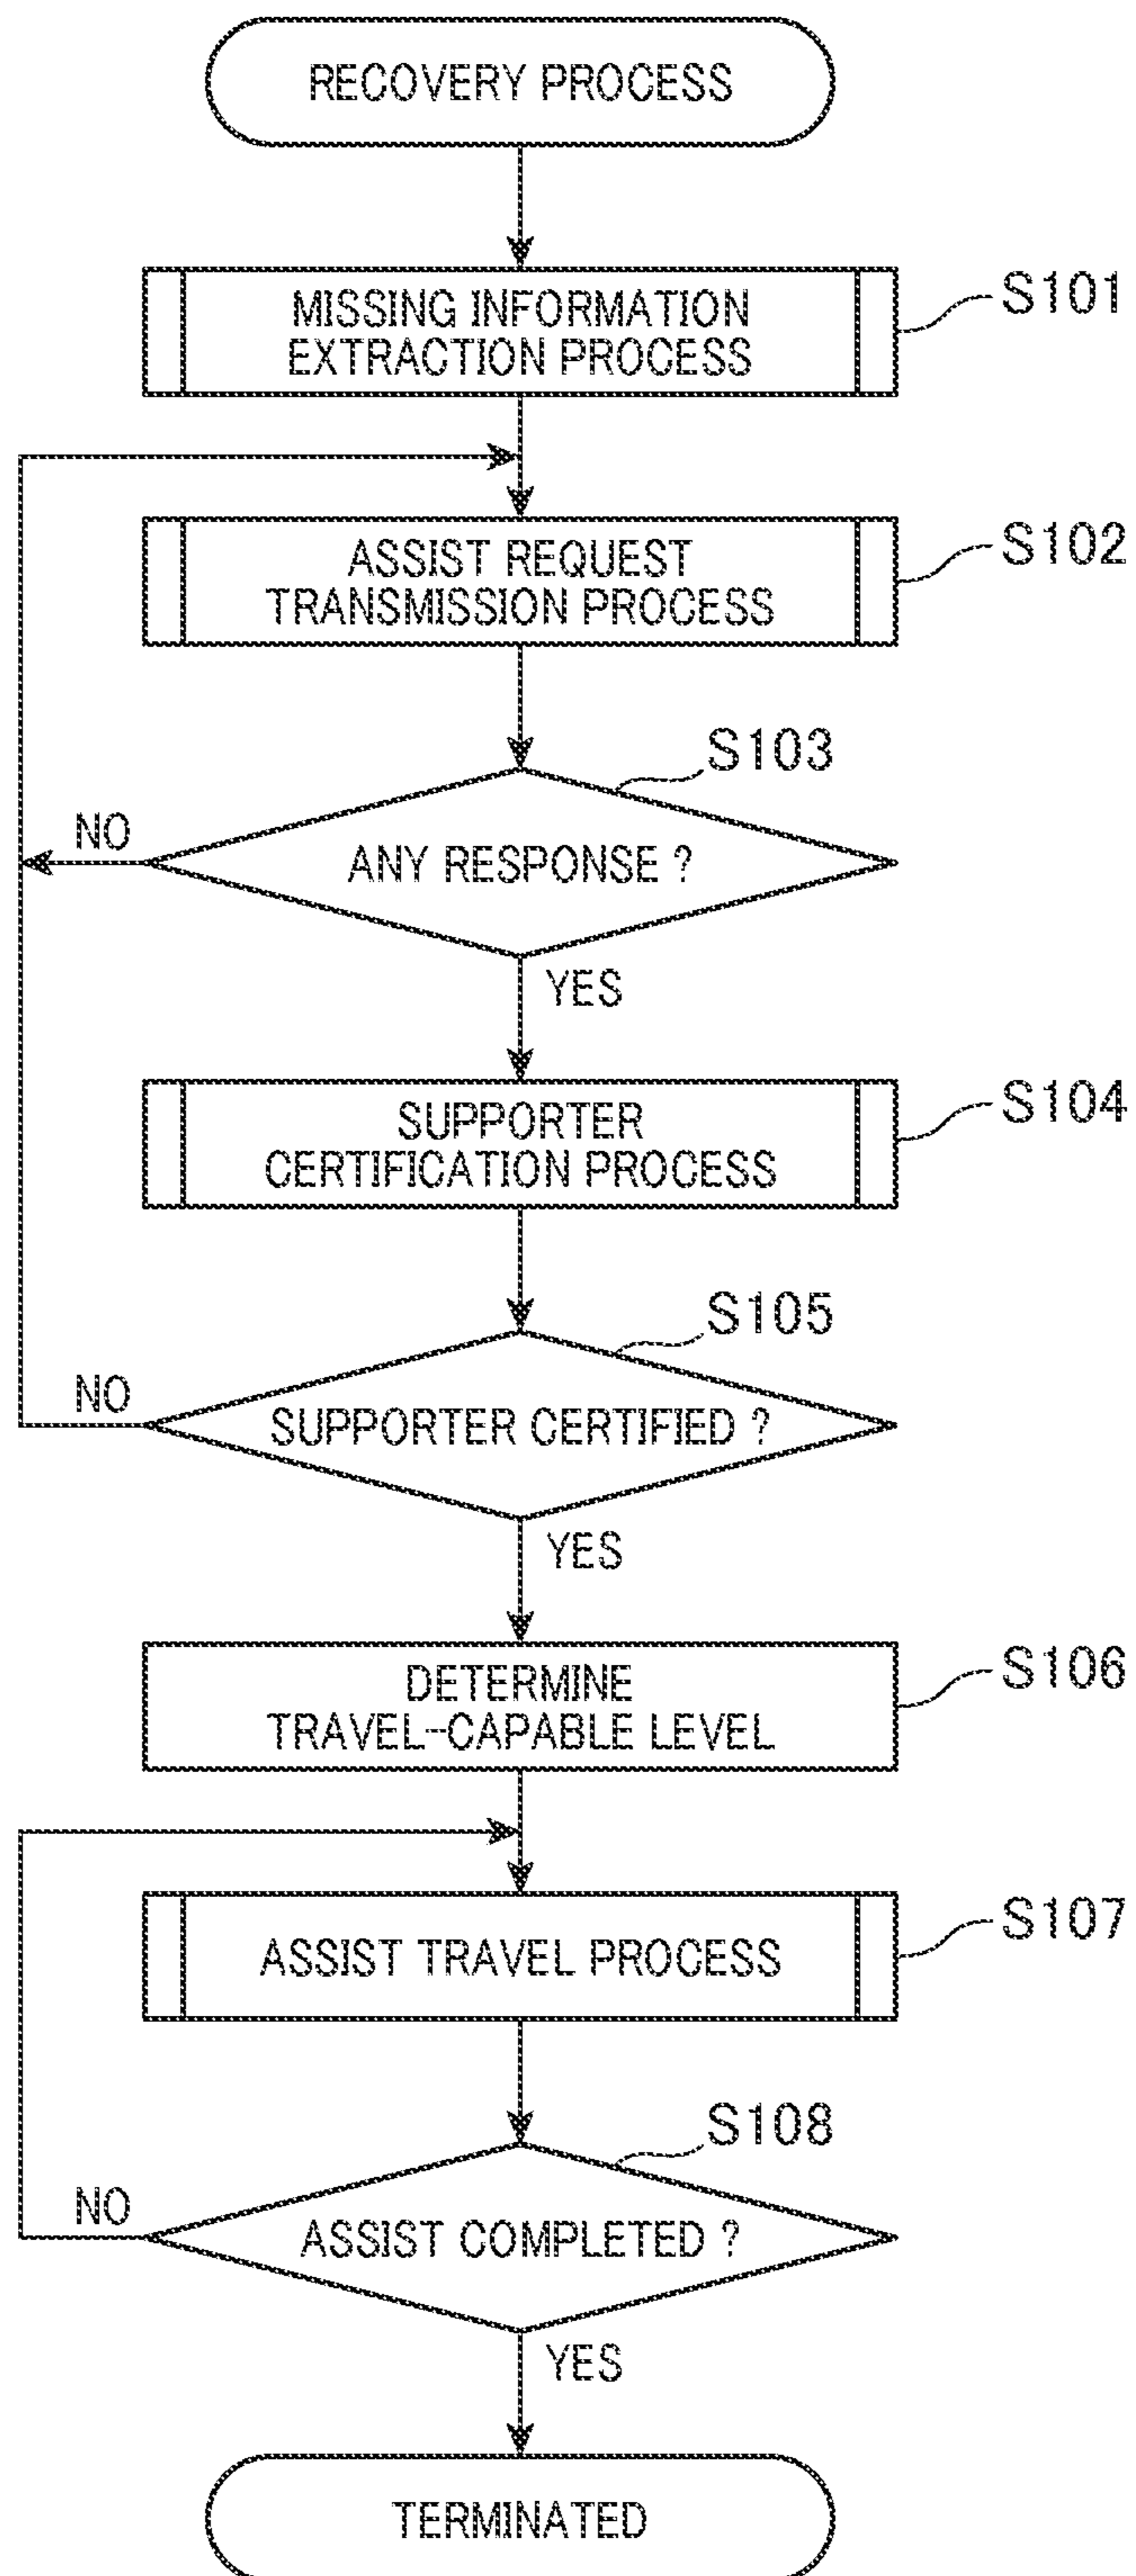 RECOVERY PROCESS
MISSING INFORMATION
EXTRACTION PROCESS
S101
ASSIST REQUEST
TRANSMISSION PROCESS
S102
S103
ANY RESPONSE ?
NO
YES
SUPPORTER
CERTIFICATION PROCESS
S104
S105
SUPPORTER CERTIFIED ?
NO
YES
DETERMINE
TRAVEL-CAPABLE LEVEL
S106
ASSIST TRAVEL PROCESS
S107
S108
ASSIST COMPLETED ?
NO
YES
TERMINATED